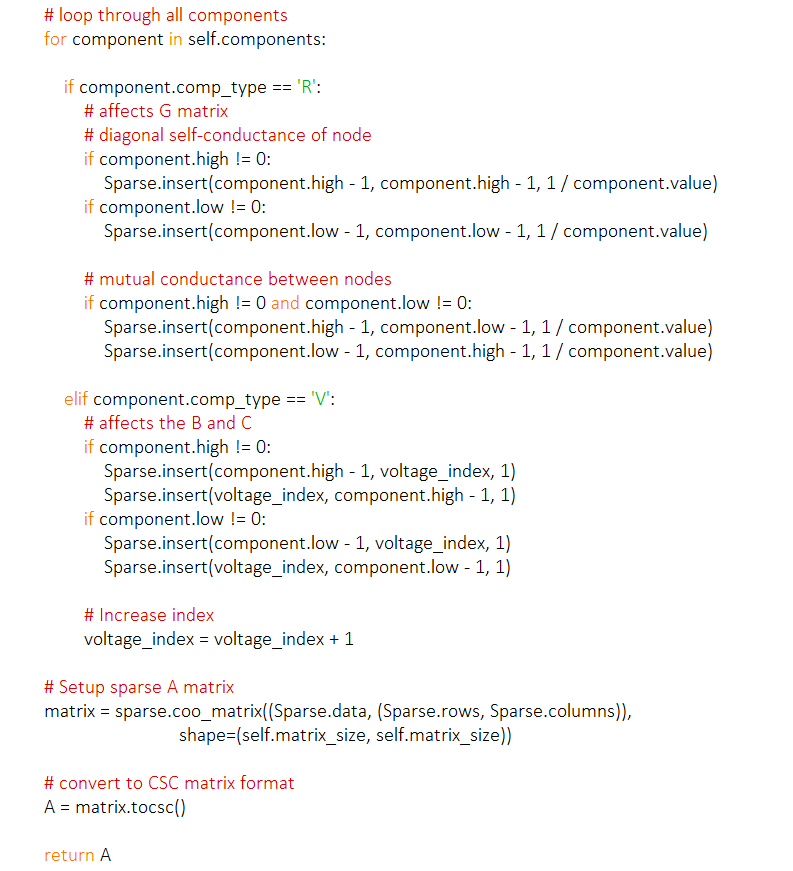 # loop through all components
for component in self.components:
if component.comp_type == 'R':
# affects G matrix
# diagonal self-conductance of node
if component.high != 0:
Sparse.insert(component.high - 1, component.high - 1, 1 / component.value)
if component.low != 0:
Sparse.insert(component.low - 1, component.low - 1, 1 / component.value)
# mutual conductance between nodes
if component.high != 0 and component.low != 0:
Sparse.insert(component.high - 1, component.low - 1, 1 / component.value)
Sparse.insert(component.low - 1, component.high - 1, 1 / component.value)
elif component.comp_type == 'V':
# affects the B and C
if component.high != 0:
Sparse.insert(component.high - 1, voltage_index, 1)
Sparse.insert(voltage_index, component.high - 1, 1)
if component.low != 0:
Sparse.insert(component.low - 1, voltage_index, 1)
Sparse.insert(voltage_index, component.low - 1, 1)
# Increase index
voltage_index = voltage_index + 1
# Setup sparse A matrix
matrix = sparse.coo_matrix((Sparse.data, (Sparse.rows, Sparse.columns)),
shape=(self.matrix_size, self.matrix_size))
# convert to CSC matrix format
A = matrix.tocsc()
return A